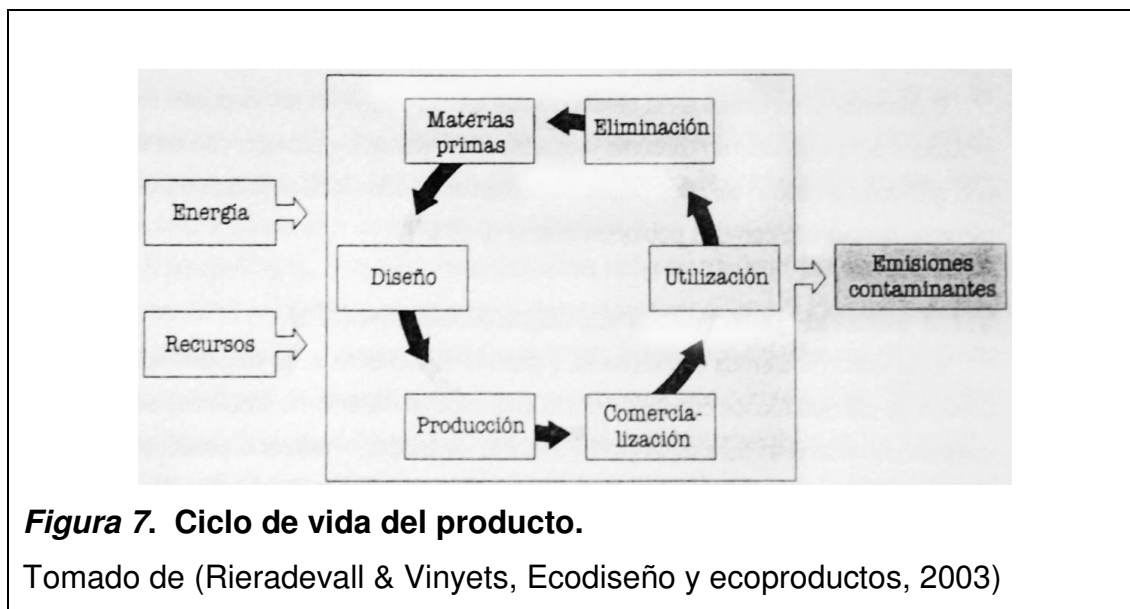 Materias
primas
Eliminación
Energía
Diseño
Utilización
Emisiones
contaminantes
Recursos
Producción
Comercia-
lización
Figura 7. Ciclo de vida del producto.
Tomado de (Rieradevall & Vinyets, Ecodiseño y ecoproductos, 2003)